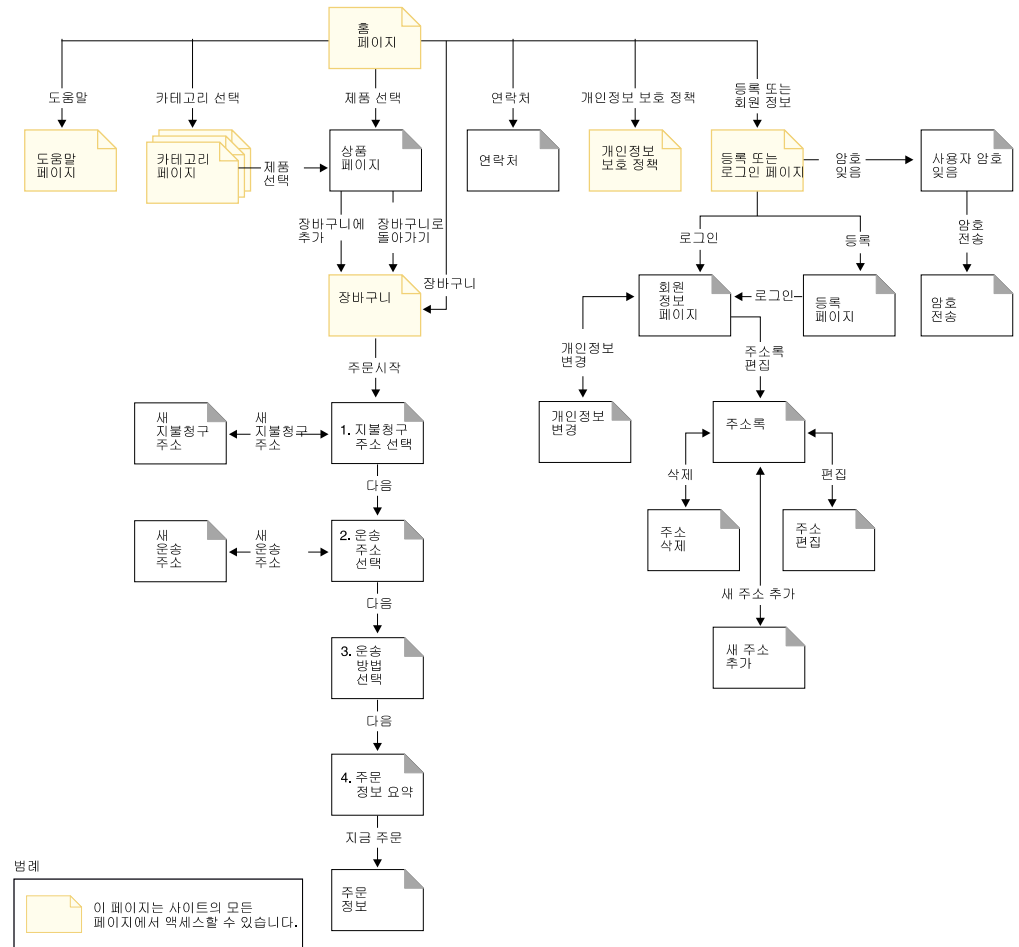 홈
페이지
도움말
카테고리 선택
제품 선택
연락처
개인정보 보호 정책
등록 또는
회원 정보
도움말
페이지
카테고리
페이지
제품
선택
상품
페이지
연락처
개인정보
보호 정책
등록 또는
로그인 페이지
암호
잊음
사용자 암호
잊음
장바구니에
추가
장바구니로
돌아가기
장바구니
로그인
등록
암호
전송
장바구니
회원
정보
페이지
로그인
등록
페이지
암호
전송
주문시작
개인정보
변경
주소록
편집
새
지불청구
주소
새
지불청구
주소
1. 지불청구
주소 선택
개인정보
변경
주소록
다음
삭제
편집
새
운송
주소
새
운송
주소
2. 운송
주소
선택
주소
삭제
주소
편집
다음
새 주소 추가
3. 운송
방법
선택
새 주소
추가
다음
4. 주문
정보 요약
지금 주문
주문
정보
범례
이 페이지는 사이트의 모든
페이지에서 액세스할 수 있습니다.